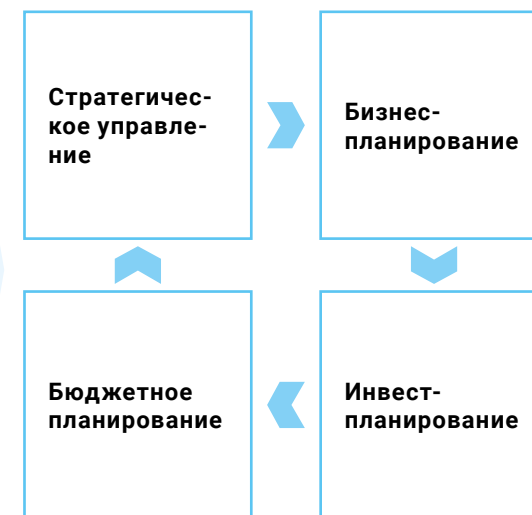 Стратегичес-
кое управле-
ние
Бизнес-
планирование
Бюджетное
планирование
Инвест-
планирование